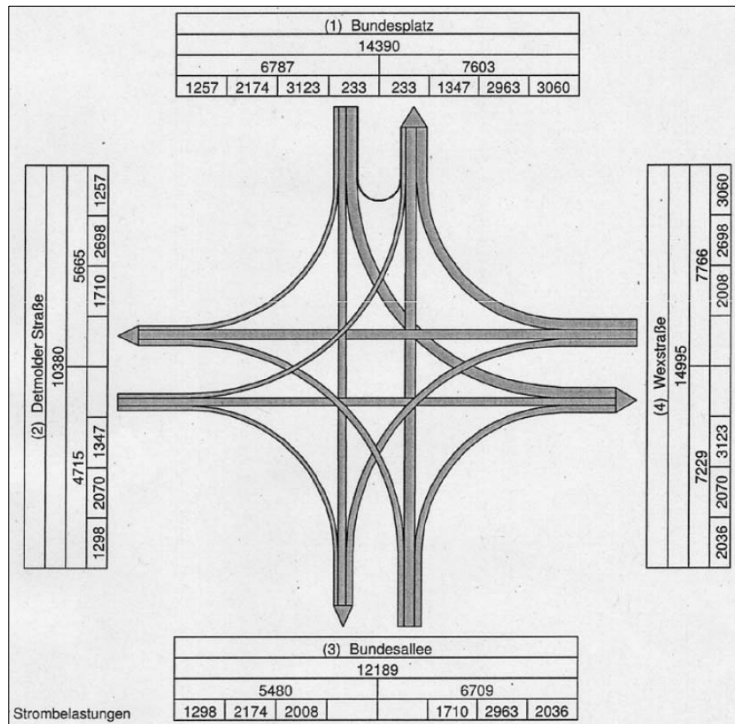 (1) Bundesplatz
14390
6787 7603
1257 2174 3123 233 233 1347 2963 3060
(2) Detmolder Straße
10380
4715 5665
1298 2070 1347 1710 2698 1257
(4) Wexstraße
14995
7229 7766
2036 2070 3123 2008 2698 3060
(3) Bundesallee
12189
5480 6709
1298 2174 2008 1710 2963 2036
Strombelastungen